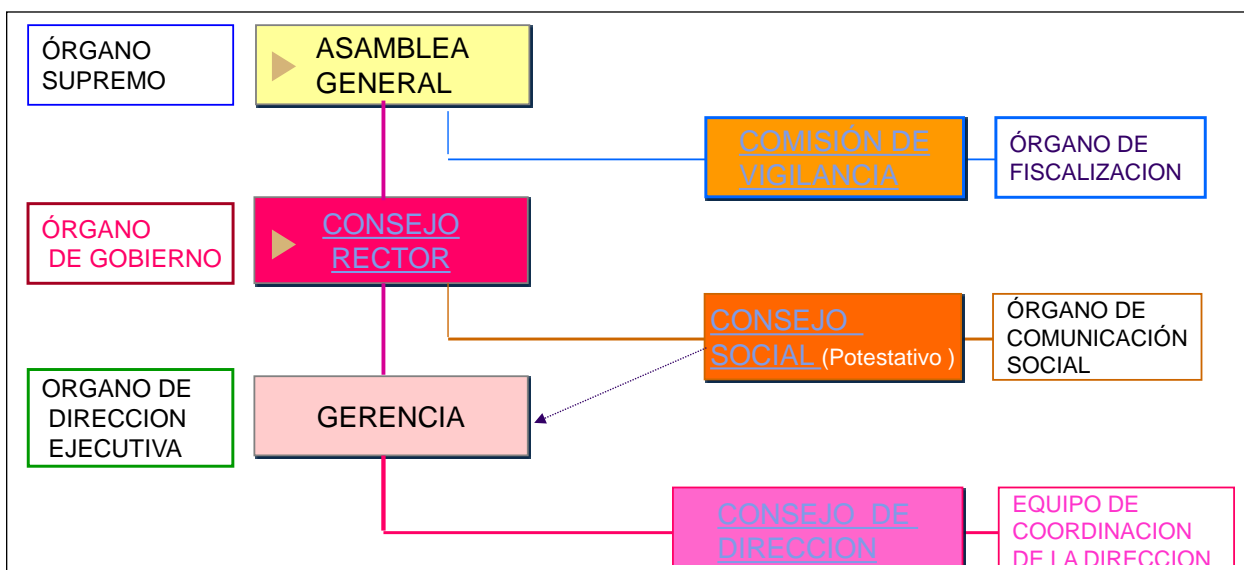 ÓRGANO
SUPREMO
ASAMBLEA
GENERAL
COMISIÓN DE
VIGILANCIA
ÓRGANO DE
FISCALIZACION
ÓRGANO
DE GOBIERNO
CONSEJO
RECTOR
CONSEJO
SOCIAL (Potestativo )
ÓRGANO DE
COMUNICACIÓN
SOCIAL
ORGANO DE
DIRECCION
EJECUTIVA
GERENCIA
CONSEJO DE
DIRECCION
EQUIPO DE
COORDINACION
DE LA DIRECCION